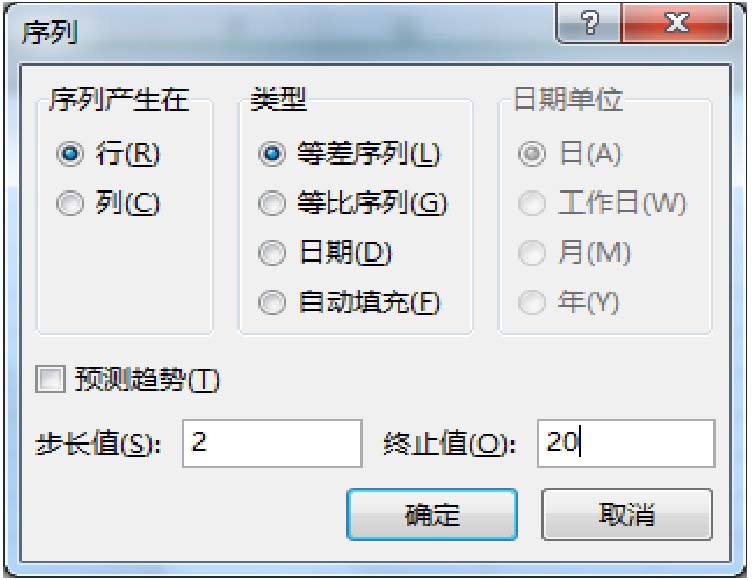 序列
序列产生在
行(R)
列(C)
类型
等差序列(L)
等比序列(G)
日期(D)
自动填充(F)
日期单位
日(A)
工作日(W)
月(M)
年(Y)
预测趋势(T)
步长值(S): 2
终止值(O): 20
确定
取消